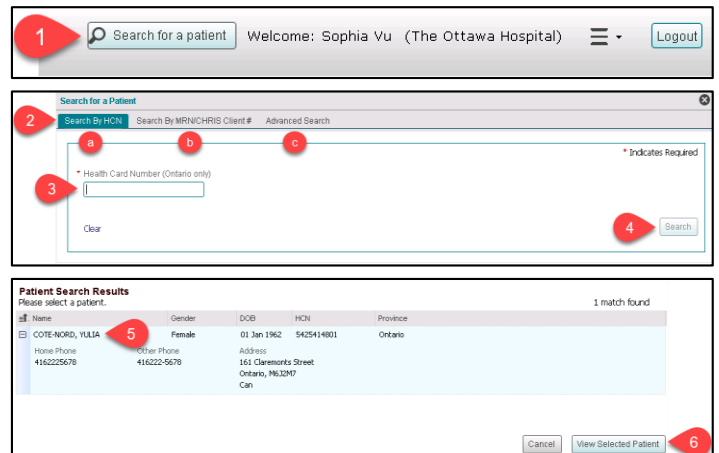 1 Search for a patient Welcome: Sophia Vu (The Ottawa Hospital) Logout
Search for a Patient
2 Search By HCN Search By MRN/CHRIS Client # Advanced Search
a b c
* Indicates Required
* Health Card Number (Ontario only)
3
Clear 4 Search
Patient Search Results
Please select a patient. 1 match found
Name Gender DOB HCN Province
COTE-NORD, YULIA 5 Female 01 Jan 1962 5425414801 Ontario
Home Phone Other Phone Address
4162225678 416222-5678 161 Claremonts Street
Ontario, M6J2M7
Can
Cancel View Selected Patient 6